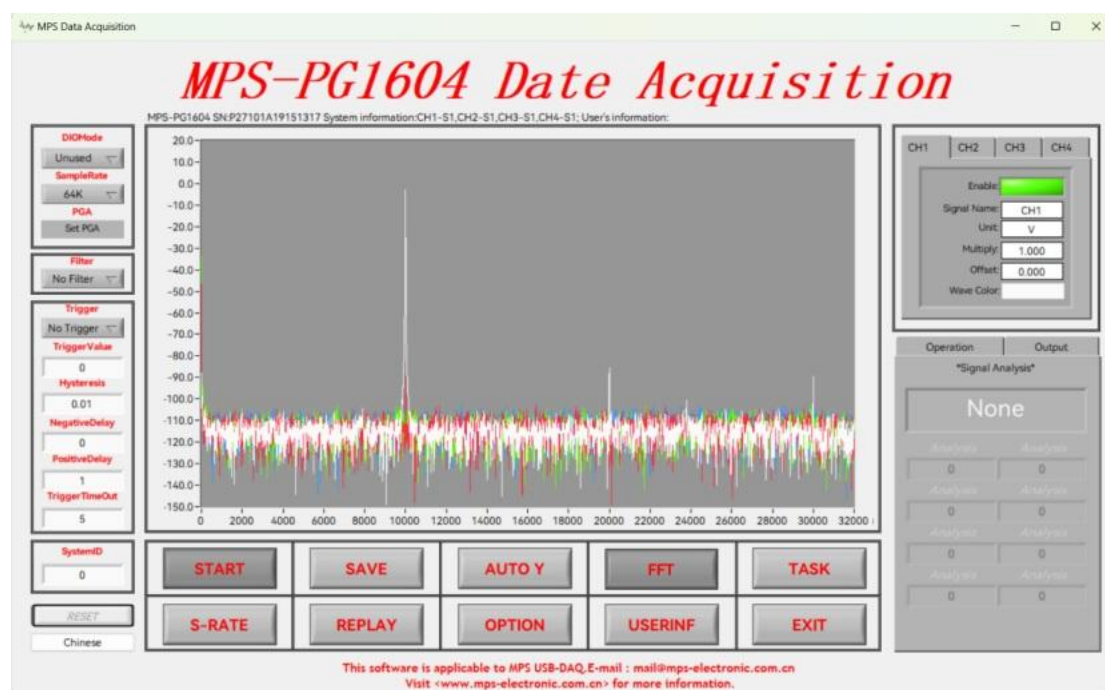 MPS Data Acquisition
MPS-PG1604 Date Acquisition
MPS-PG1604 SN:P27101A19151317 System information:CH1-S1,CH2-S1,CH3-S1,CH4-S1; User's information:
DIOMode
Unused
SampleRate
64K
PGA
Set PGA
Filter
No Filter
Trigger
No Trigger
TriggerValue
0
Hysteresis
0.01
NegativeDelay
0
PositiveDelay
1
TriggerTimeOut
5
SystemID
0
RESET
Chinese
20.0
10.0
0.0
-10.0
-20.0
-30.0
-40.0
-50.0
-60.0
-70.0
-80.0
-90.0
-100.0
-110.0
-120.0
-130.0
-140.0
-150.0
0 2000 4000 6000 8000 10000 12000 14000 16000 18000 20000 22000 24000 26000 28000 30000 32000
START SAVE AUTO Y FFT TASK
S-RATE REPLAY OPTION USERINF EXIT
CH1 CH2 CH3 CH4
Enable:
Signal Name: CH1
Unit: V
Multiply: 1.000
Offset: 0.000
Wave Color:
Operation Output
*Signal Analysis*
None
Analysis Analysis
0 0
Analysis Analysis
0 0
Analysis Analysis
0 0
Analysis Analysis
0 0
This software is applicable to MPS USB-DAQ,E-mail : mail@mps-electronic.com.cn
Visit <www.mps-electronic.com.cn> for more information.